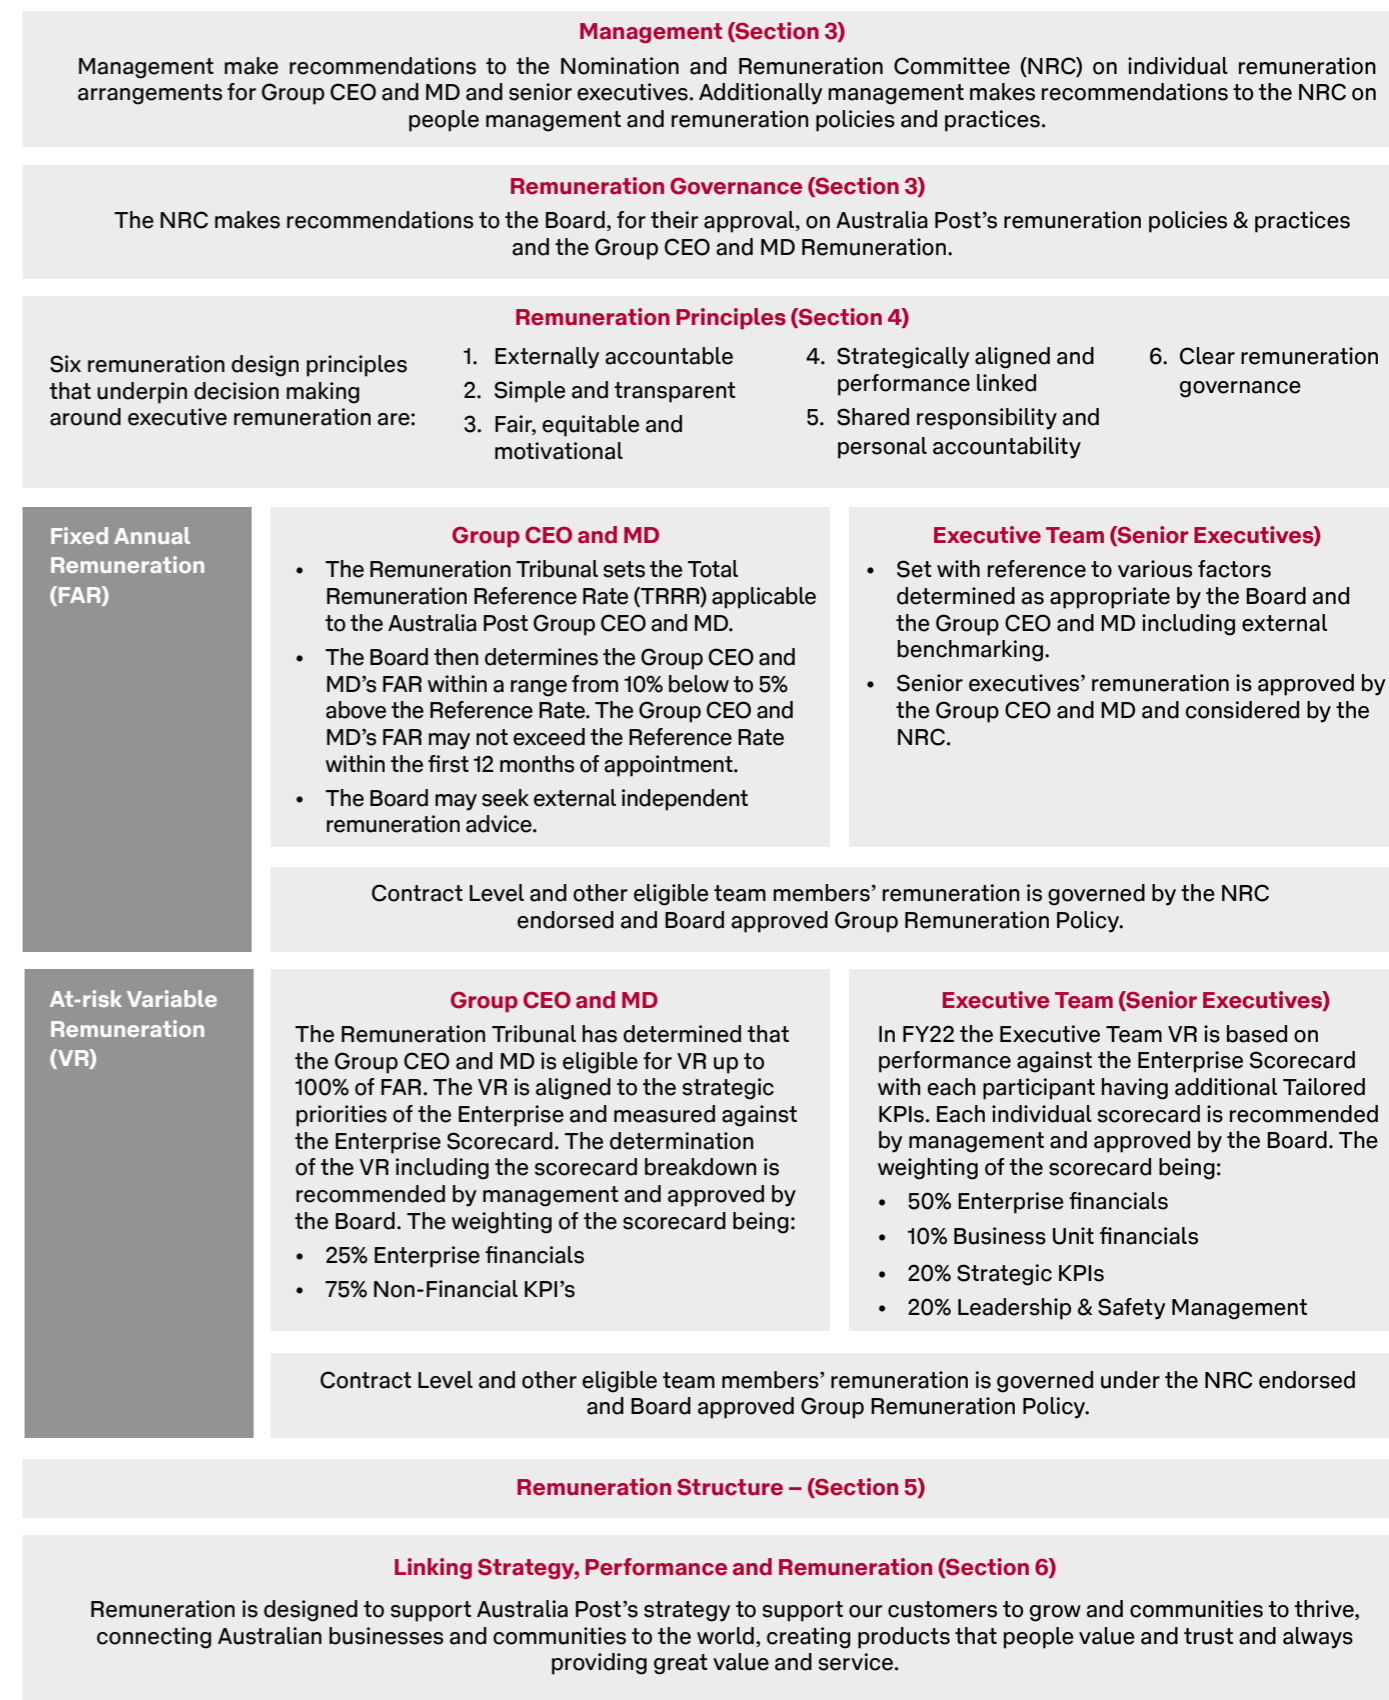 Management (Section 3)
Management make recommendations to the Nomination and Remuneration Committee (NRC) on individual remuneration
arrangements for Group CEO and MD and senior executives. Additionally management makes recommendations to the NRC on
people management and remuneration policies and practices.
Remuneration Governance (Section 3)
The NRC makes recommendations to the Board, for their approval, on Australia Post's remuneration policies & practices
and the Group CEO and MD Remuneration.
Remuneration Principles (Section 4)
Six remuneration design principles
that underpin decision making
around executive remuneration are:
1. Externally accountable
2. Simple and transparent
3. Fair, equitable and
motivational
4. Strategically aligned and
performance linked
5. Shared responsibility and
personal accountability
6. Clear remuneration
governance
Fixed Annual
Remuneration
(FAR)
Group CEO and MD
• The Remuneration Tribunal sets the Total
Remuneration Reference Rate (TRRR) applicable
to the Australia Post Group CEO and MD.
• The Board then determines the Group CEO and
MD's FAR within a range from 10% below to 5%
above the Reference Rate. The Group CEO and
MD's FAR may not exceed the Reference Rate
within the first 12 months of appointment.
• The Board may seek external independent
remuneration advice.
Executive Team (Senior Executives)
• Set with reference to various factors
determined as appropriate by the Board and
the Group CEO and MD including external
benchmarking.
• Senior executives' remuneration is approved by
the Group CEO and MD and considered by the
NRC.
Contract Level and other eligible team members' remuneration is governed by the NRC
endorsed and Board approved Group Remuneration Policy.
At-risk Variable
Remuneration
(VR)
Group CEO and MD
The Remuneration Tribunal has determined that
the Group CEO and MD is eligible for VR up to
100% of FAR. The VR is aligned to the strategic
priorities of the Enterprise and measured against
the Enterprise Scorecard. The determination
of the VR including the scorecard breakdown is
recommended by management and approved by
the Board. The weighting of the scorecard being:
• 25% Enterprise financials
• 75% Non-Financial KPI's
Executive Team (Senior Executives)
In FY22 the Executive Team VR is based on
performance against the Enterprise Scorecard
with each participant having additional Tailored
KPIs. Each individual scorecard is recommended
by management and approved by the Board. The
weighting of the scorecard being:
• 50% Enterprise financials
• 10% Business Unit financials
• 20% Strategic KPIs
• 20% Leadership & Safety Management
Contract Level and other eligible team members' remuneration is governed under the NRC endorsed
and Board approved Group Remuneration Policy.
Remuneration Structure – (Section 5)
Linking Strategy, Performance and Remuneration (Section 6)
Remuneration is designed to support Australia Post's strategy to support our customers to grow and communities to thrive,
connecting Australian businesses and communities to the world, creating products that people value and trust and always
providing great value and service.